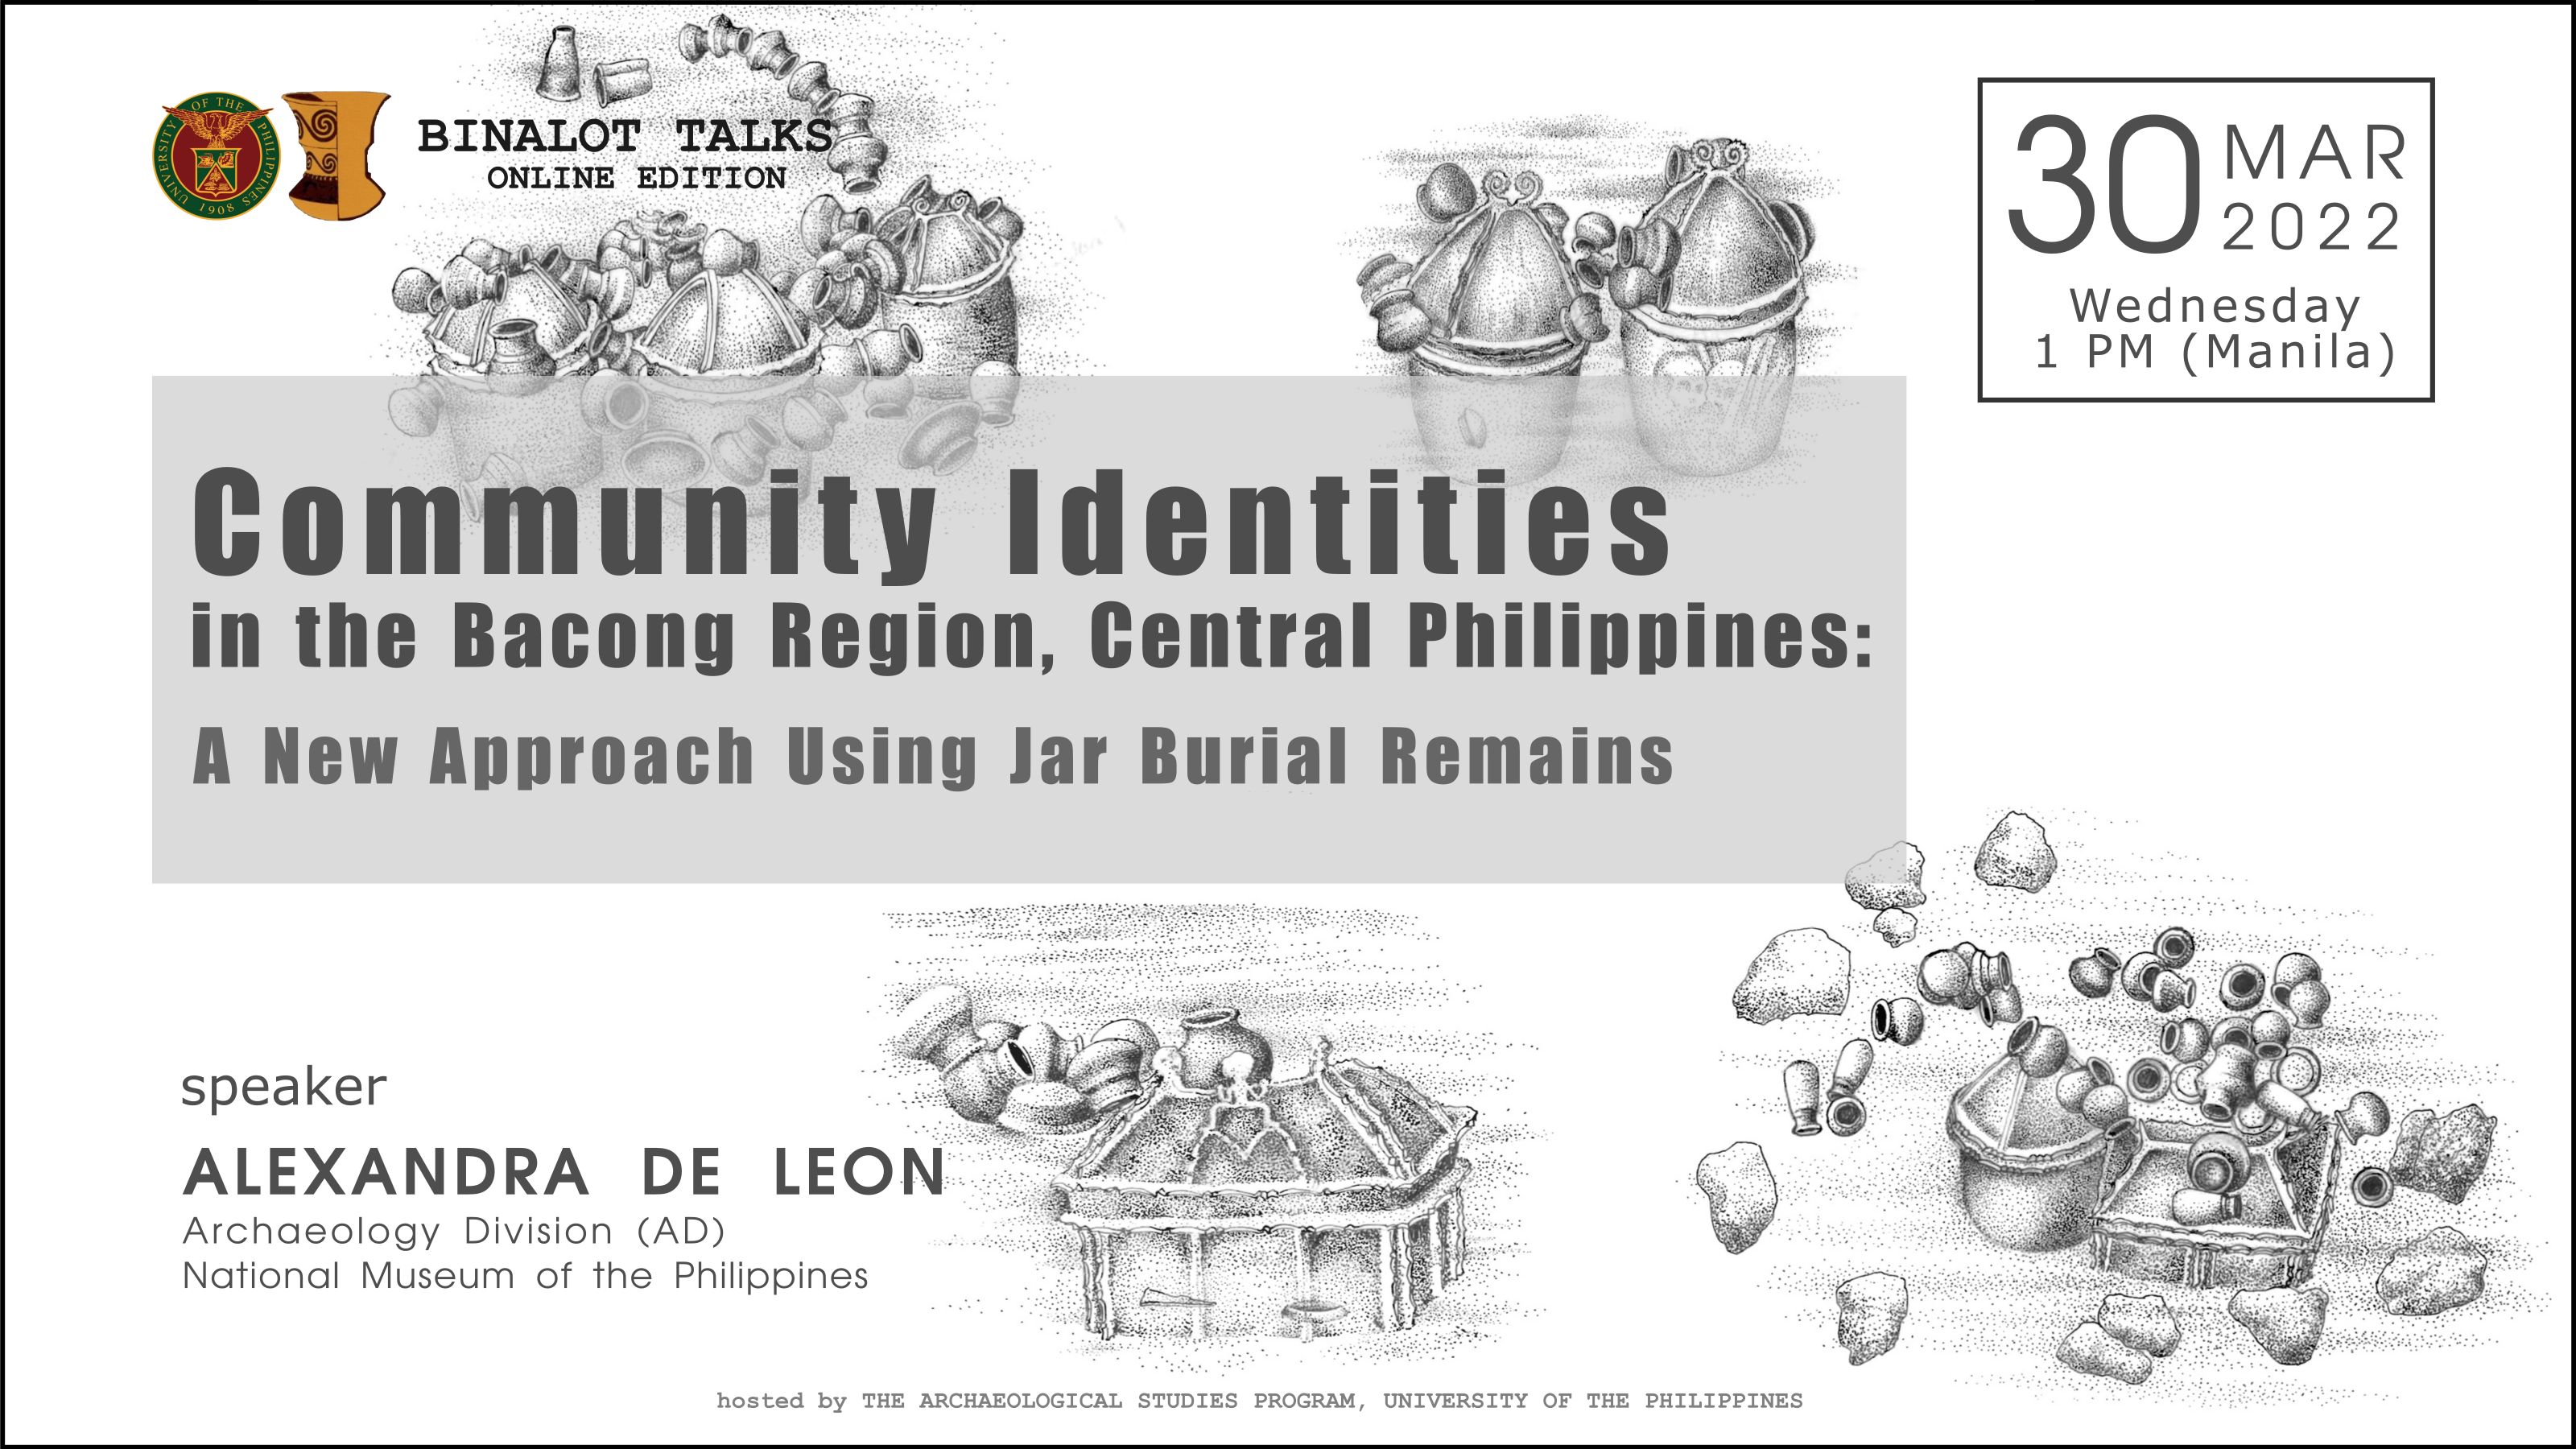 UNIVERSITY OF THE PHILIPPINES
1908
BINALOT TALKS
ONLINE EDITION
30 MAR
2022
Wednesday
1 PM (Manila)
Community Identities
in the Bacong Region, Central Philippines:
A New Approach Using Jar Burial Remains
speaker
ALEXANDRA DE LEON
Archaeology Division (AD)
National Museum of the Philippines
hosted by THE ARCHAEOLOGICAL STUDIES PROGRAM, UNIVERSITY OF THE PHILIPPINES